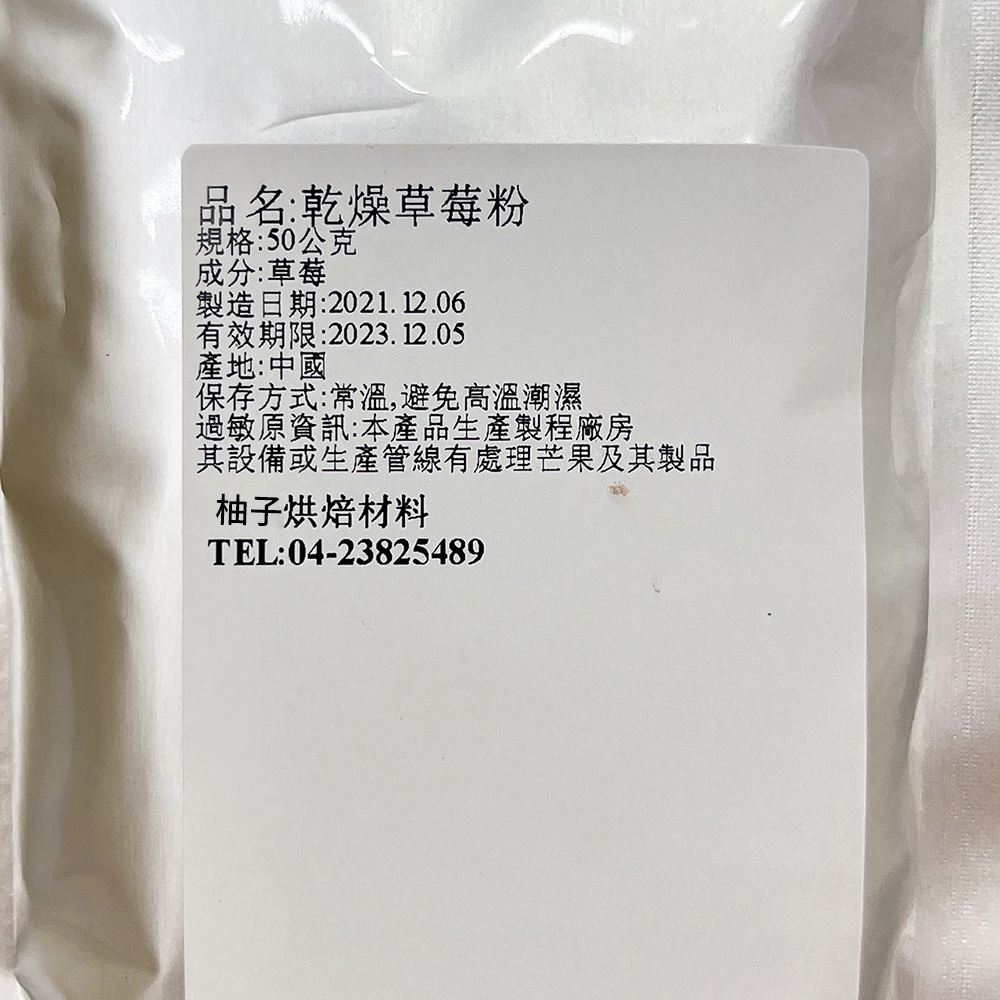 品名:乾燥草莓粉
規格:50公克
成分:草莓
製造日期:2021.12.06
有效期限:2023.12.05
產地:中國
保存方式:常溫,避免高溫潮濕
過敏原資訊:本產品生產製程廠房
其設備或生產管線有處理芒果及其製品
柚子烘焙材料
TEL:04-23825489